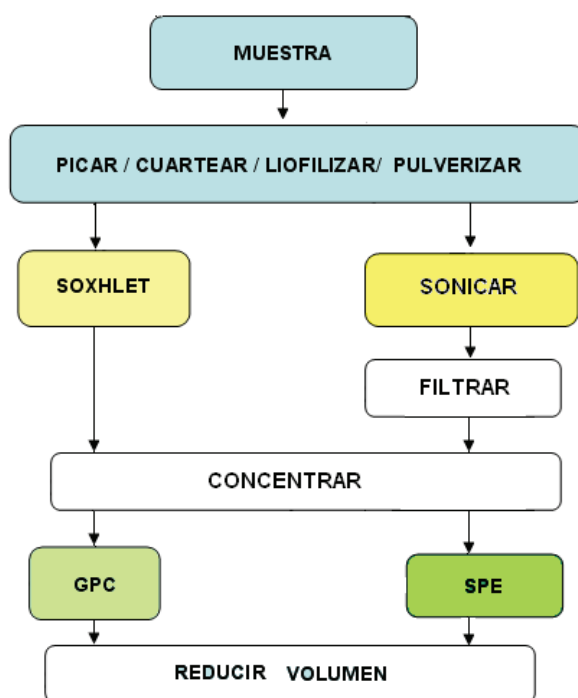 MUESTRA
PICAR / CUARTEAR / LIOFILIZAR/ PULVERIZAR
SOXHLET
SONICAR
FILTRAR
CONCENTRAR
GPC
SPE
REDUCIR VOLUMEN